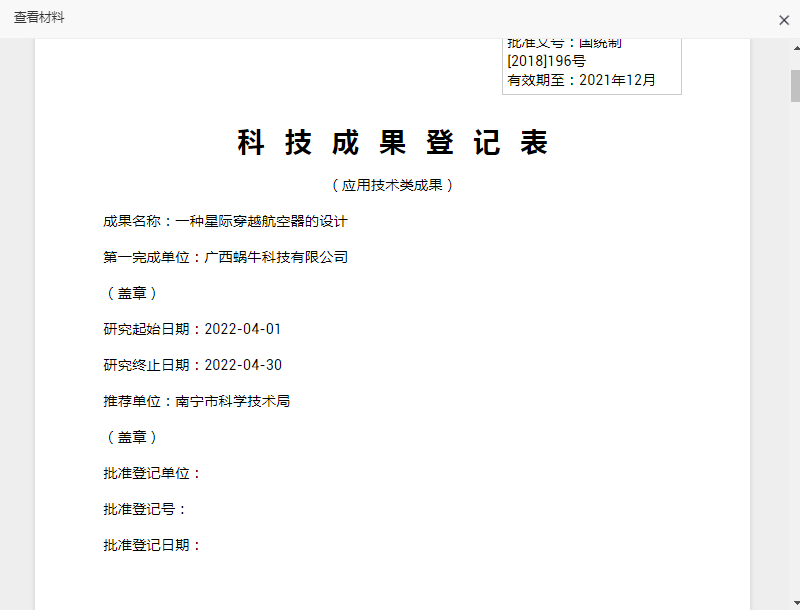 查看材料
批准文号：国统制
[2018]196号
有效期至：2021年12月
科技成果登记表
（应用技术类成果）
成果名称：一种星际穿越航空器的设计
第一完成单位：广西蜗牛科技有限公司
（盖章）
研究起始日期：2022-04-01
研究终止日期：2022-04-30
推荐单位：南宁市科学技术局
（盖章）
批准登记单位：
批准登记号：
批准登记日期：